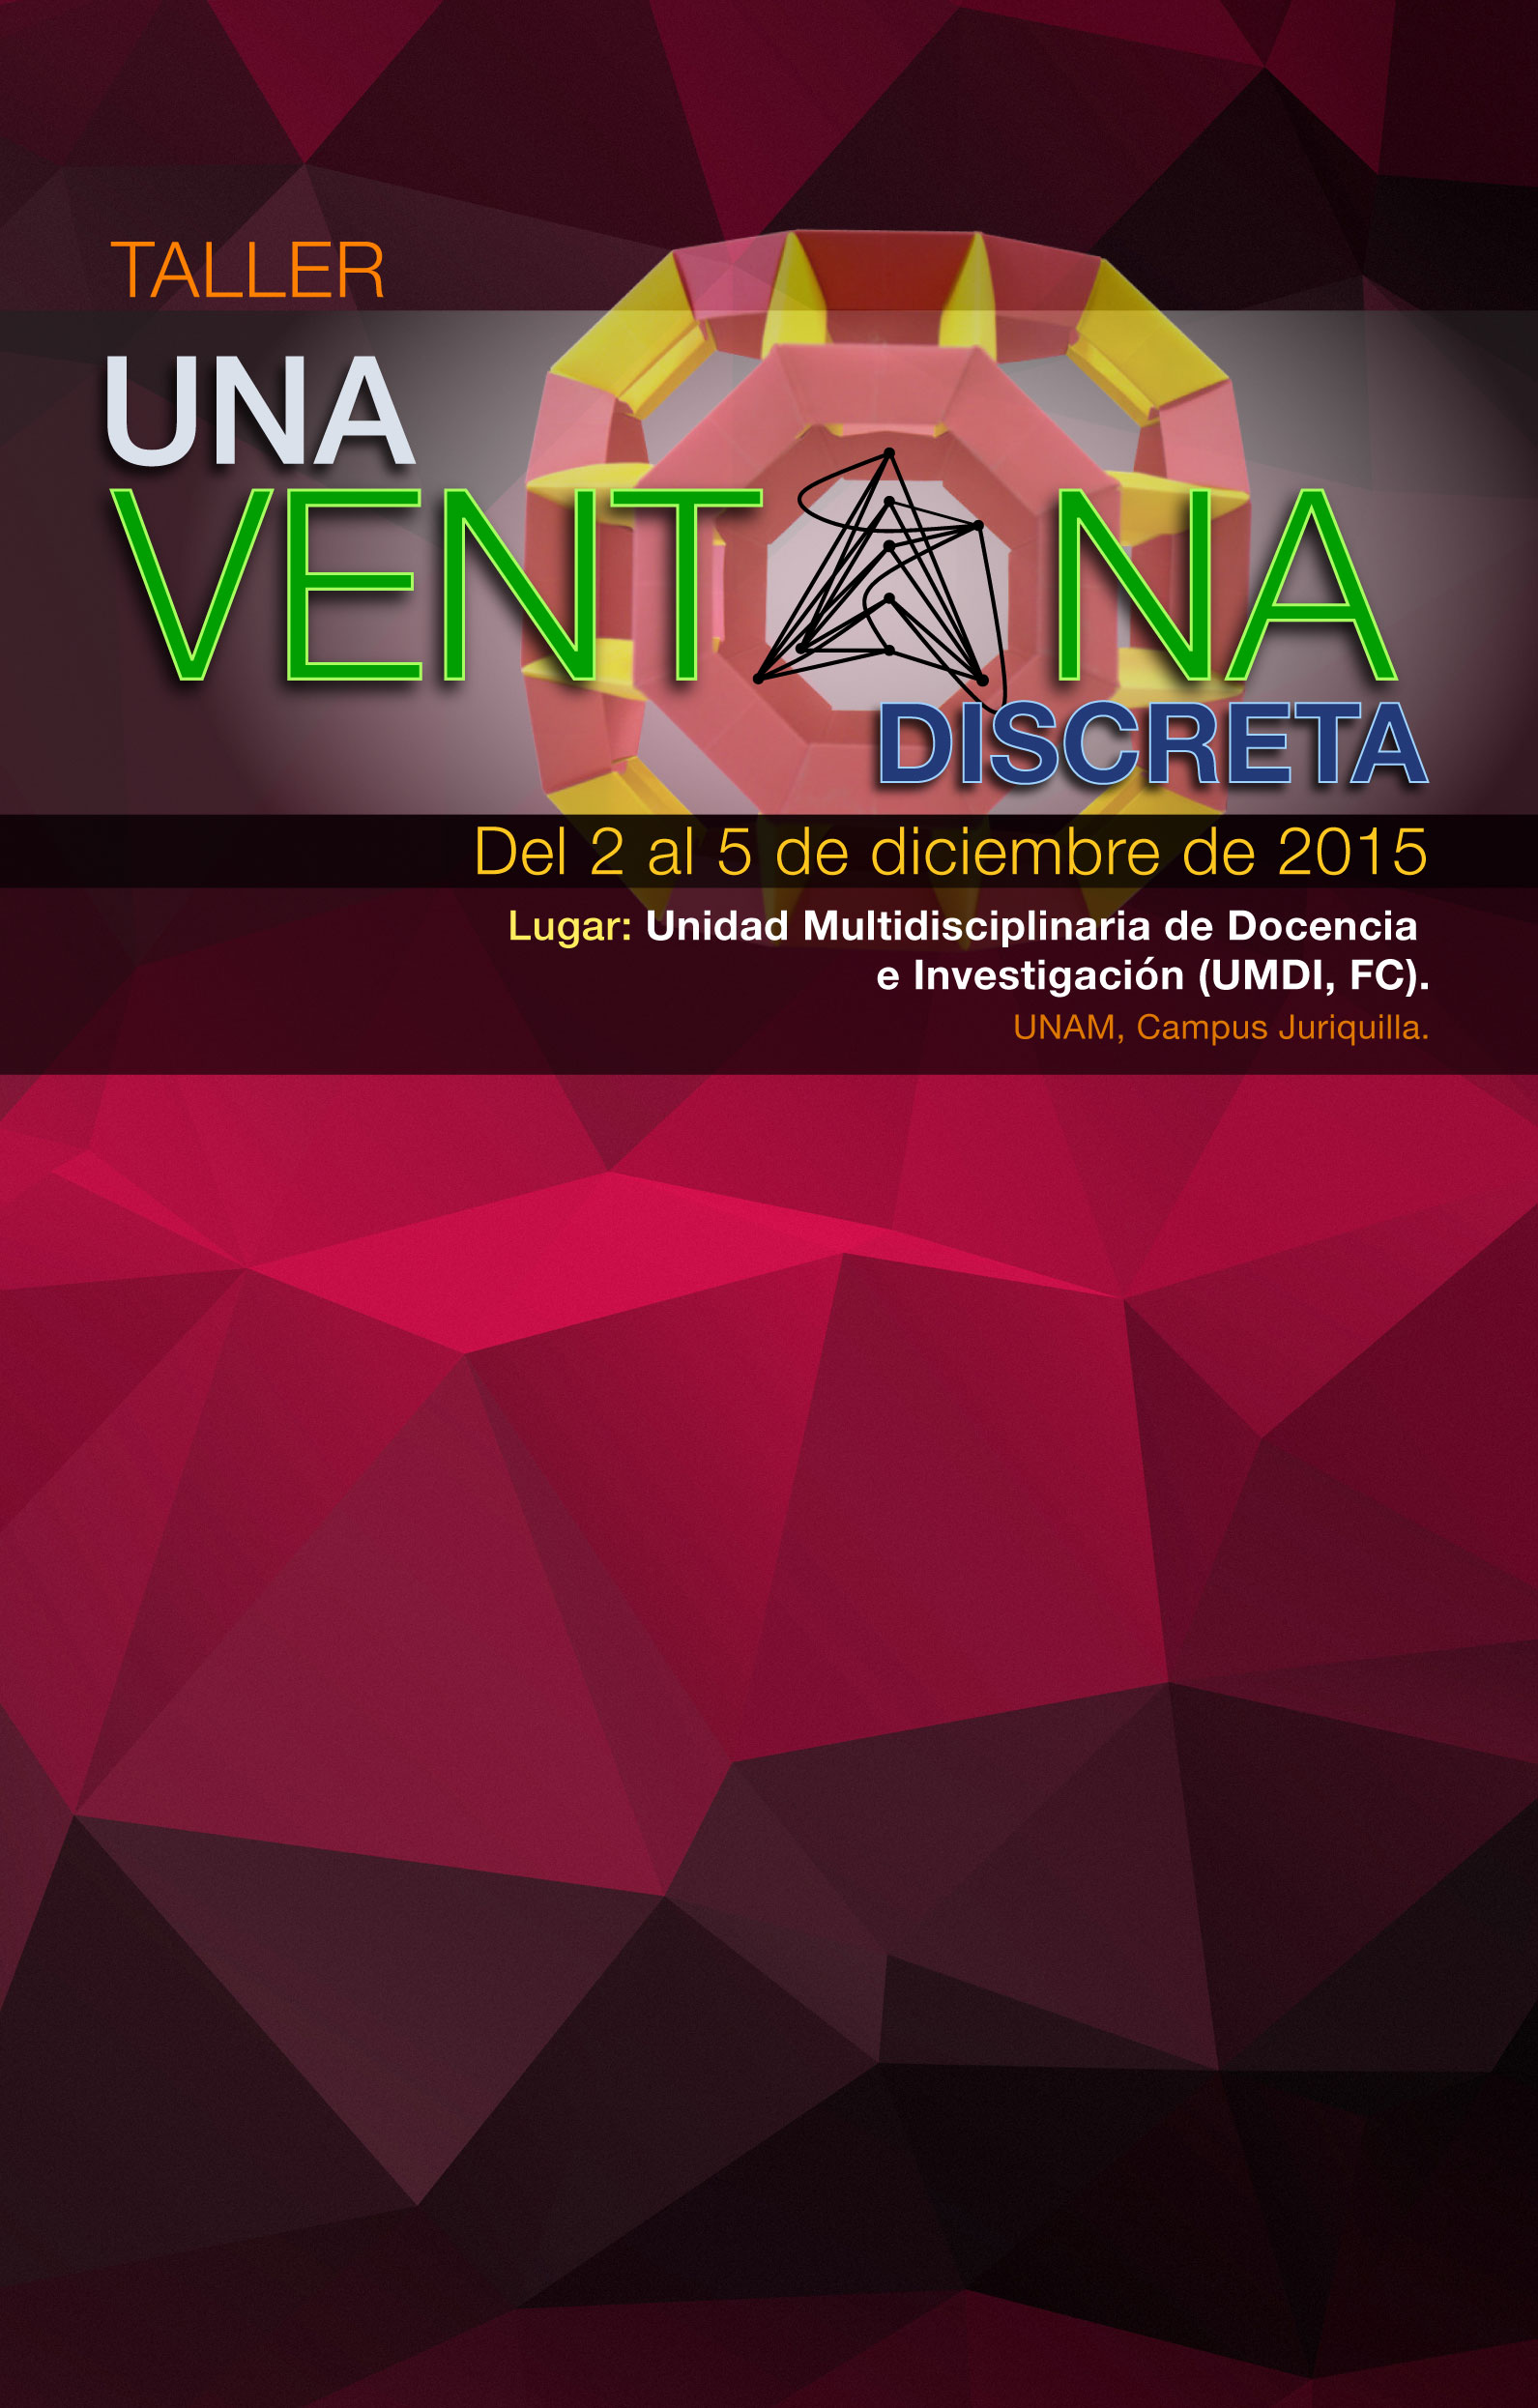 TALLER
UNA
VENTANA
DISCRETA
Del 2 al 5 de diciembre de 2015
Lugar: Unidad Multidisciplinaria de Docencia
e Investigación (UMDI, FC).
UNAM, Campus Juriquilla.